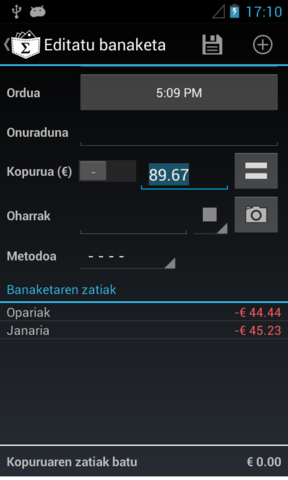 17:10
Σ Editatu banaketa
Ordua 5:09 PM
Onuraduna
Kopurua (€) - 89.67
Oharrak
Metodoa - - - -
Banaketaren zatiak
Opariak -€ 44.44
Janaria -€ 45.23
Kopuruaren zatiak batu € 0.00